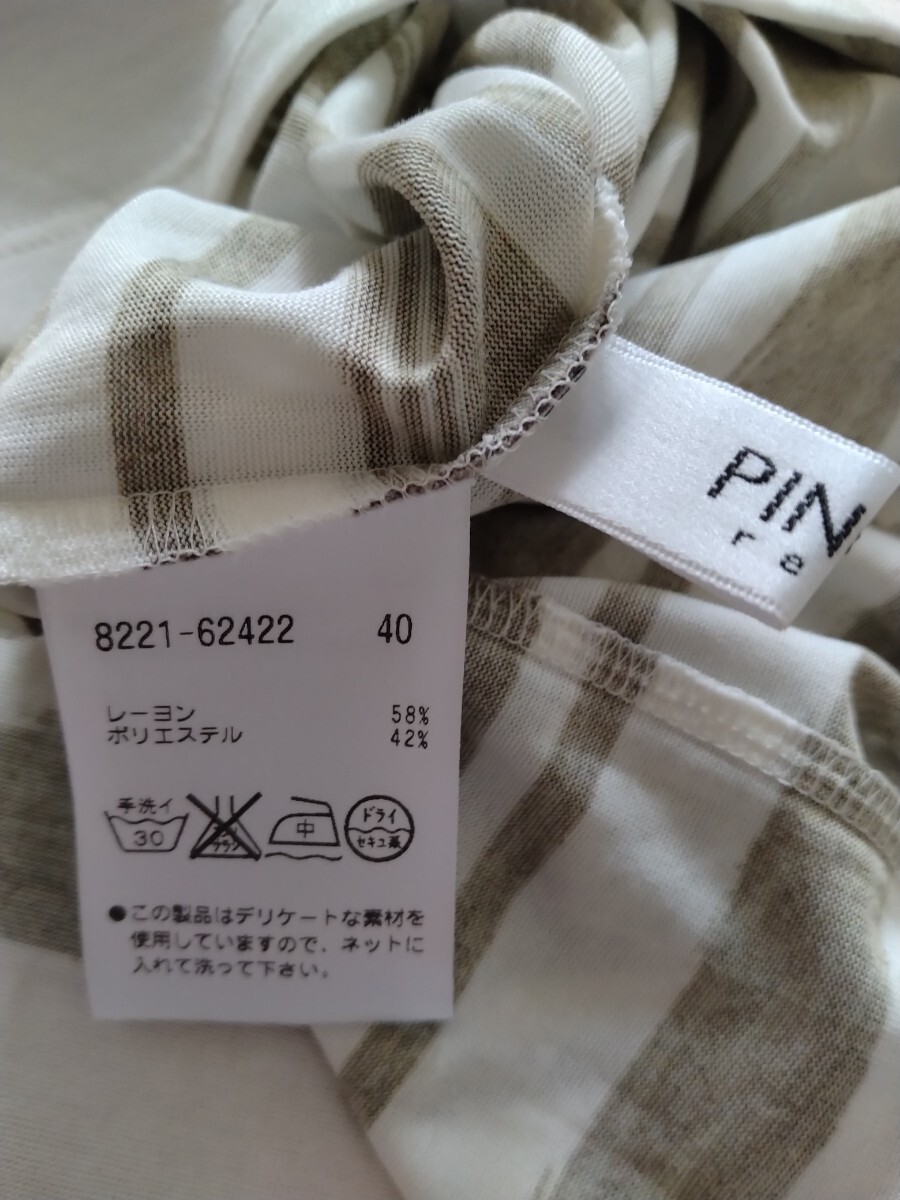 PIN
re
8221-62422 40
レーヨン 58%
ポリエステル 42%
手洗イ
30
中
ドライ
セキユ系
●この製品はデリケートな素材を
使用していますので、ネットに
入れて洗って下さい。